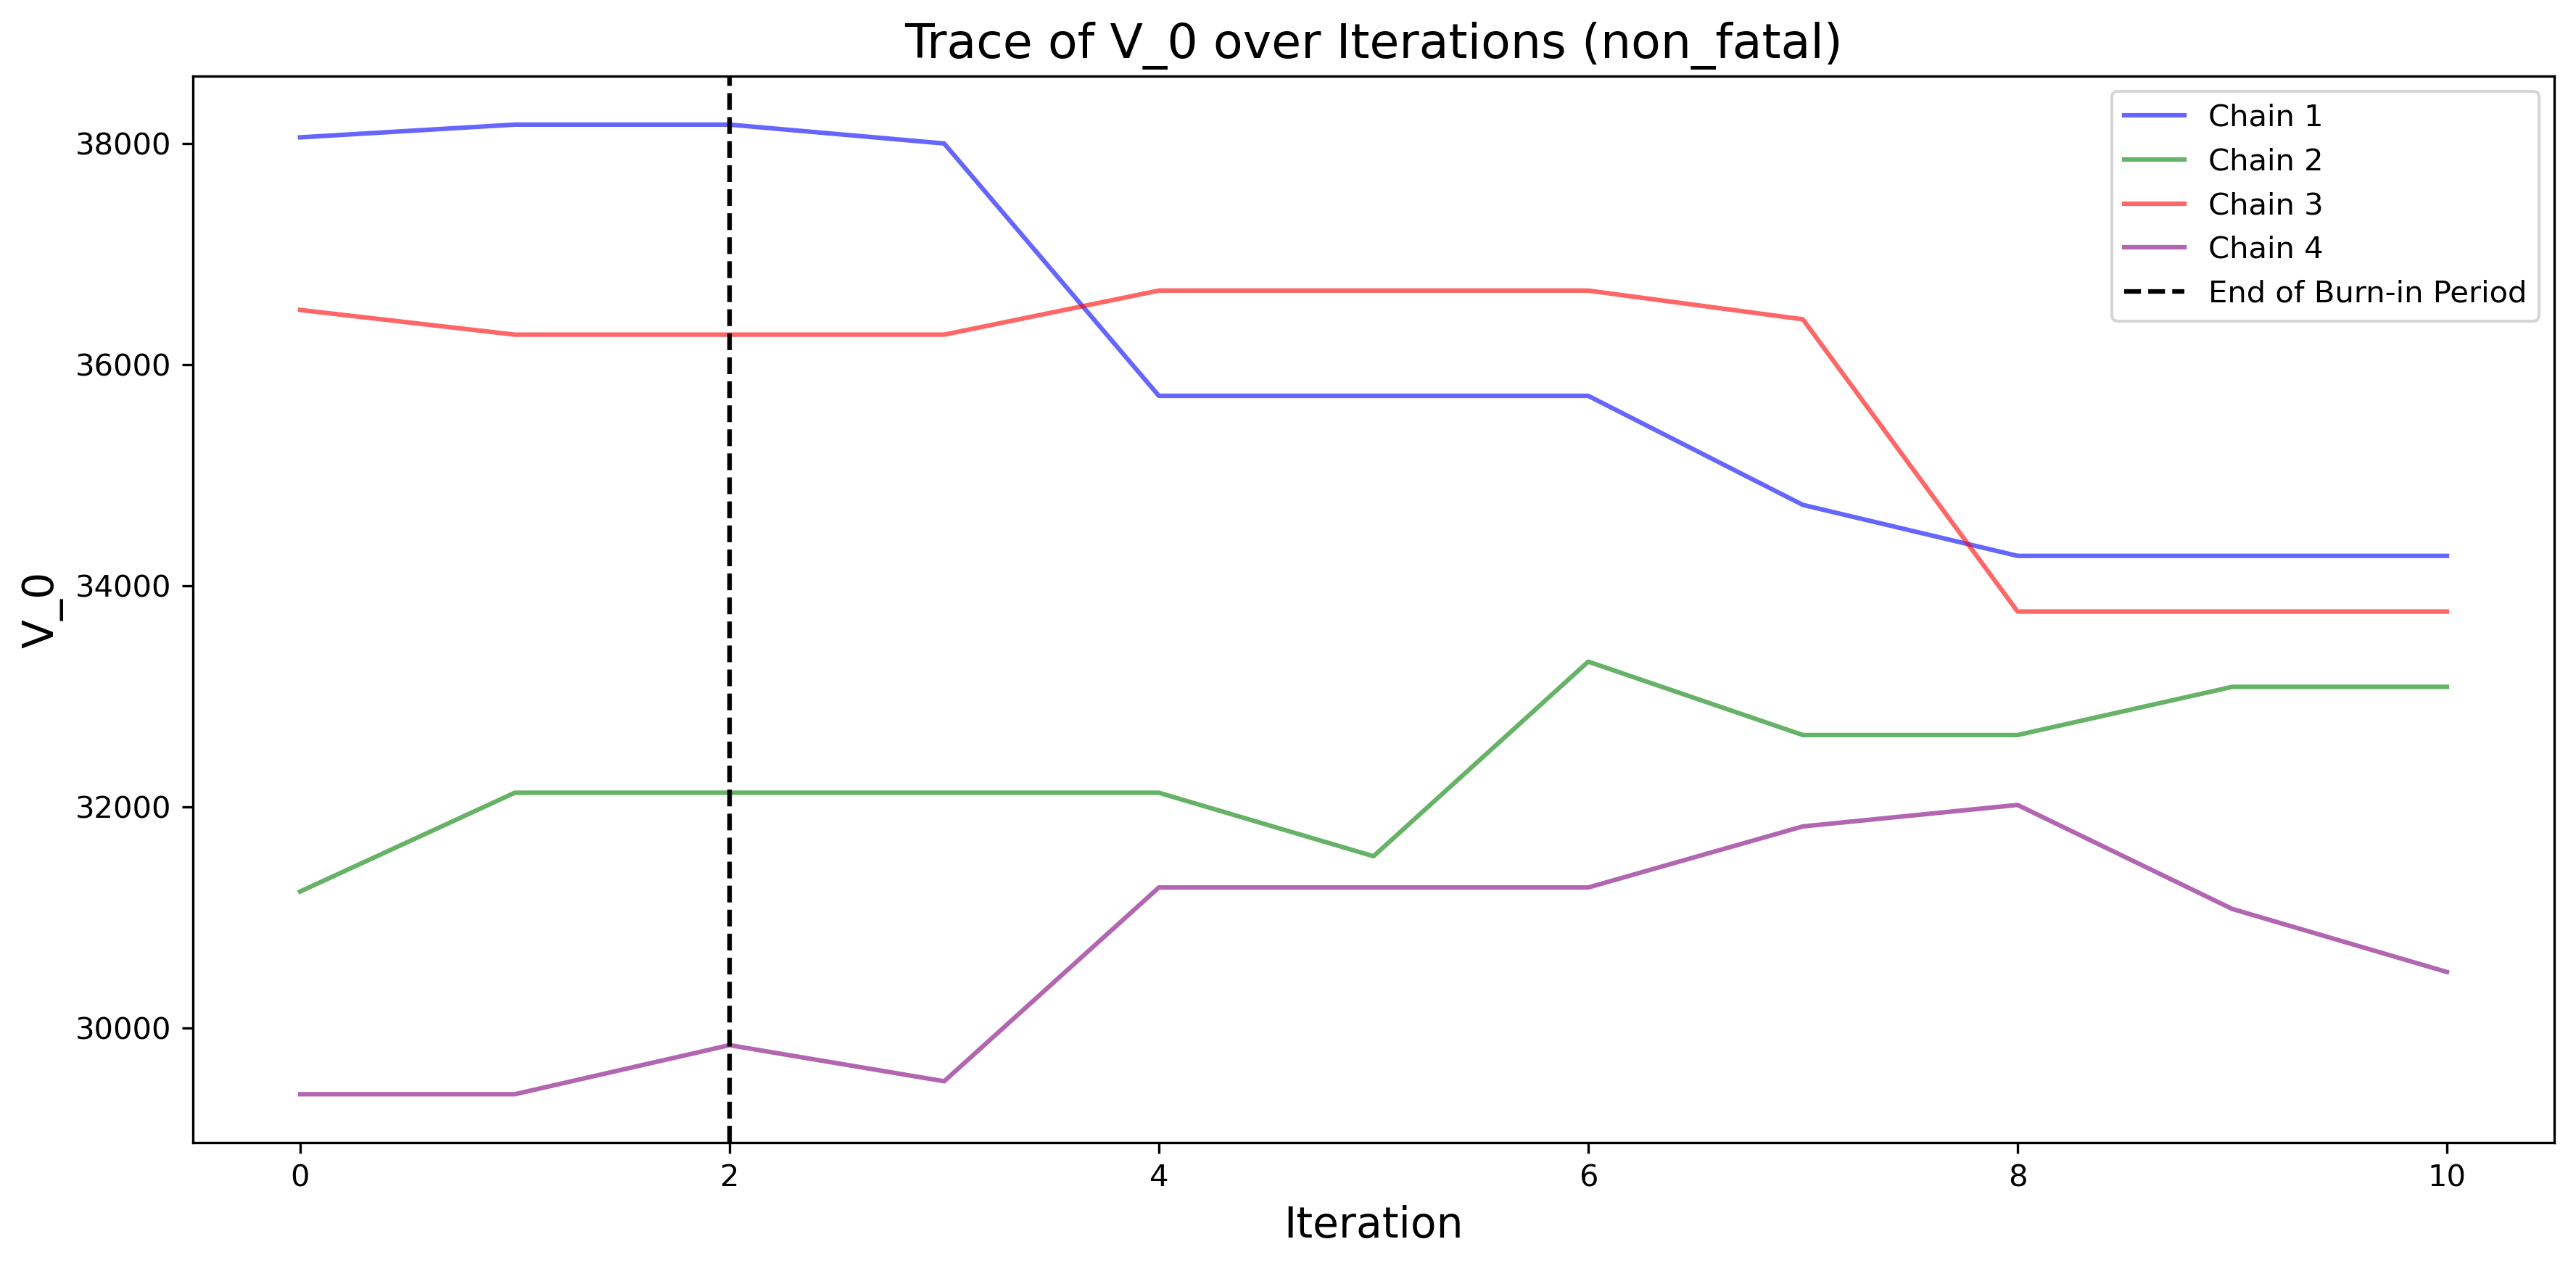 Trace of V_0 over Iterations (non_fatal)
Chain 1
Chain 2
Chain 3
Chain 4
End of Burn-in Period
V_0
38000
36000
34000
32000
30000
0 2 4 6 8 10
Iteration